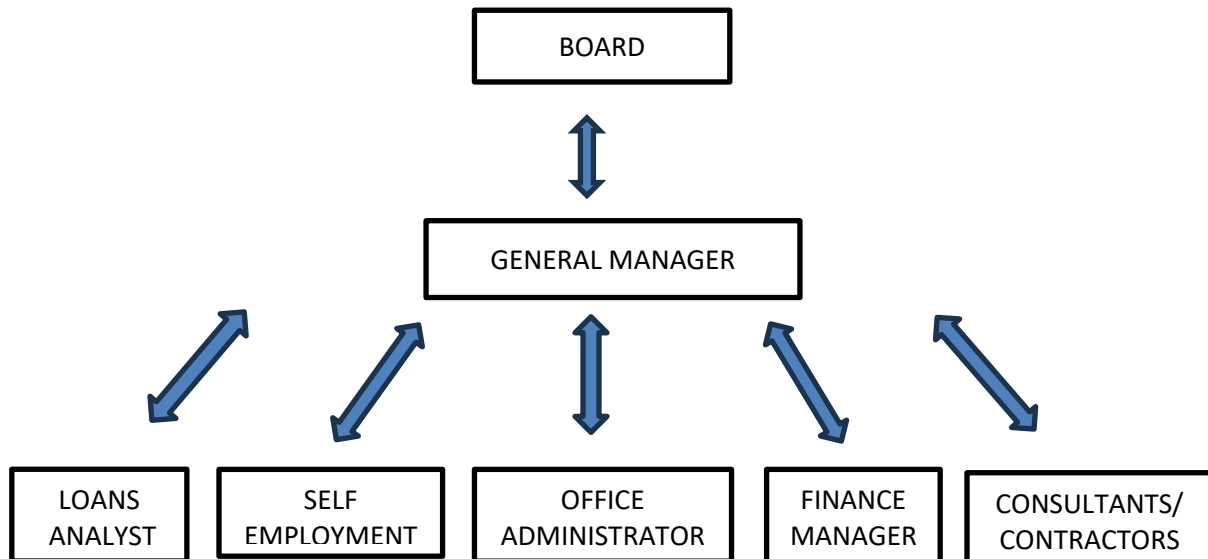 BOARD
GENERAL MANAGER
LOANS
ANALYST
SELF
EMPLOYMENT
OFFICE
ADMINISTRATOR
FINANCE
MANAGER
CONSULTANTS/
CONTRACTORS